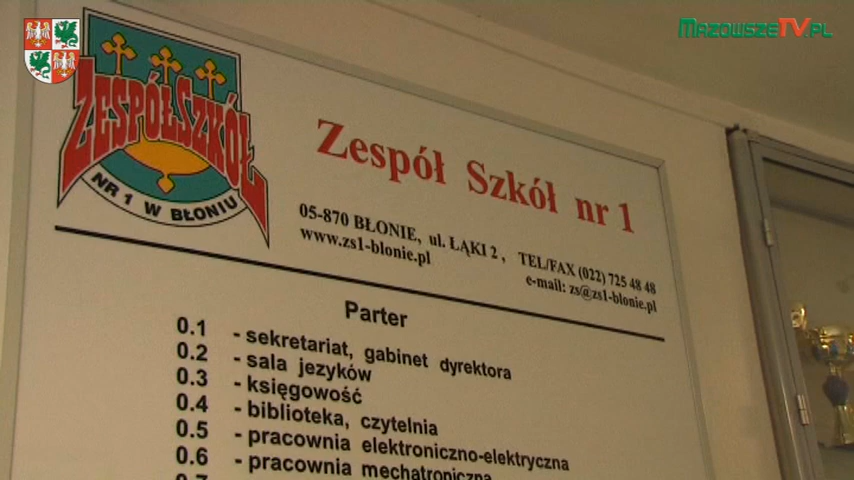 MAZOWSZETV.PL
ZESPÓŁ SZKÓŁ
NR 1 W BŁONIU
Zespół Szkół nr 1
05-870 BŁONIE, ul. ŁĄKI 2 , TEL/FAX (022) 725 48 48
www.zs1-blonie.pl e-mail: zs@zs1-blonie.pl
Parter
0.1 - sekretariat, gabinet dyrektora
0.2 - sala jezyków
0.3 - księgowość
0.4 - biblioteka, czytelnia
0.5 - pracownia elektroniczno-elektryczna
0.6 - pracownia mechatroniczna